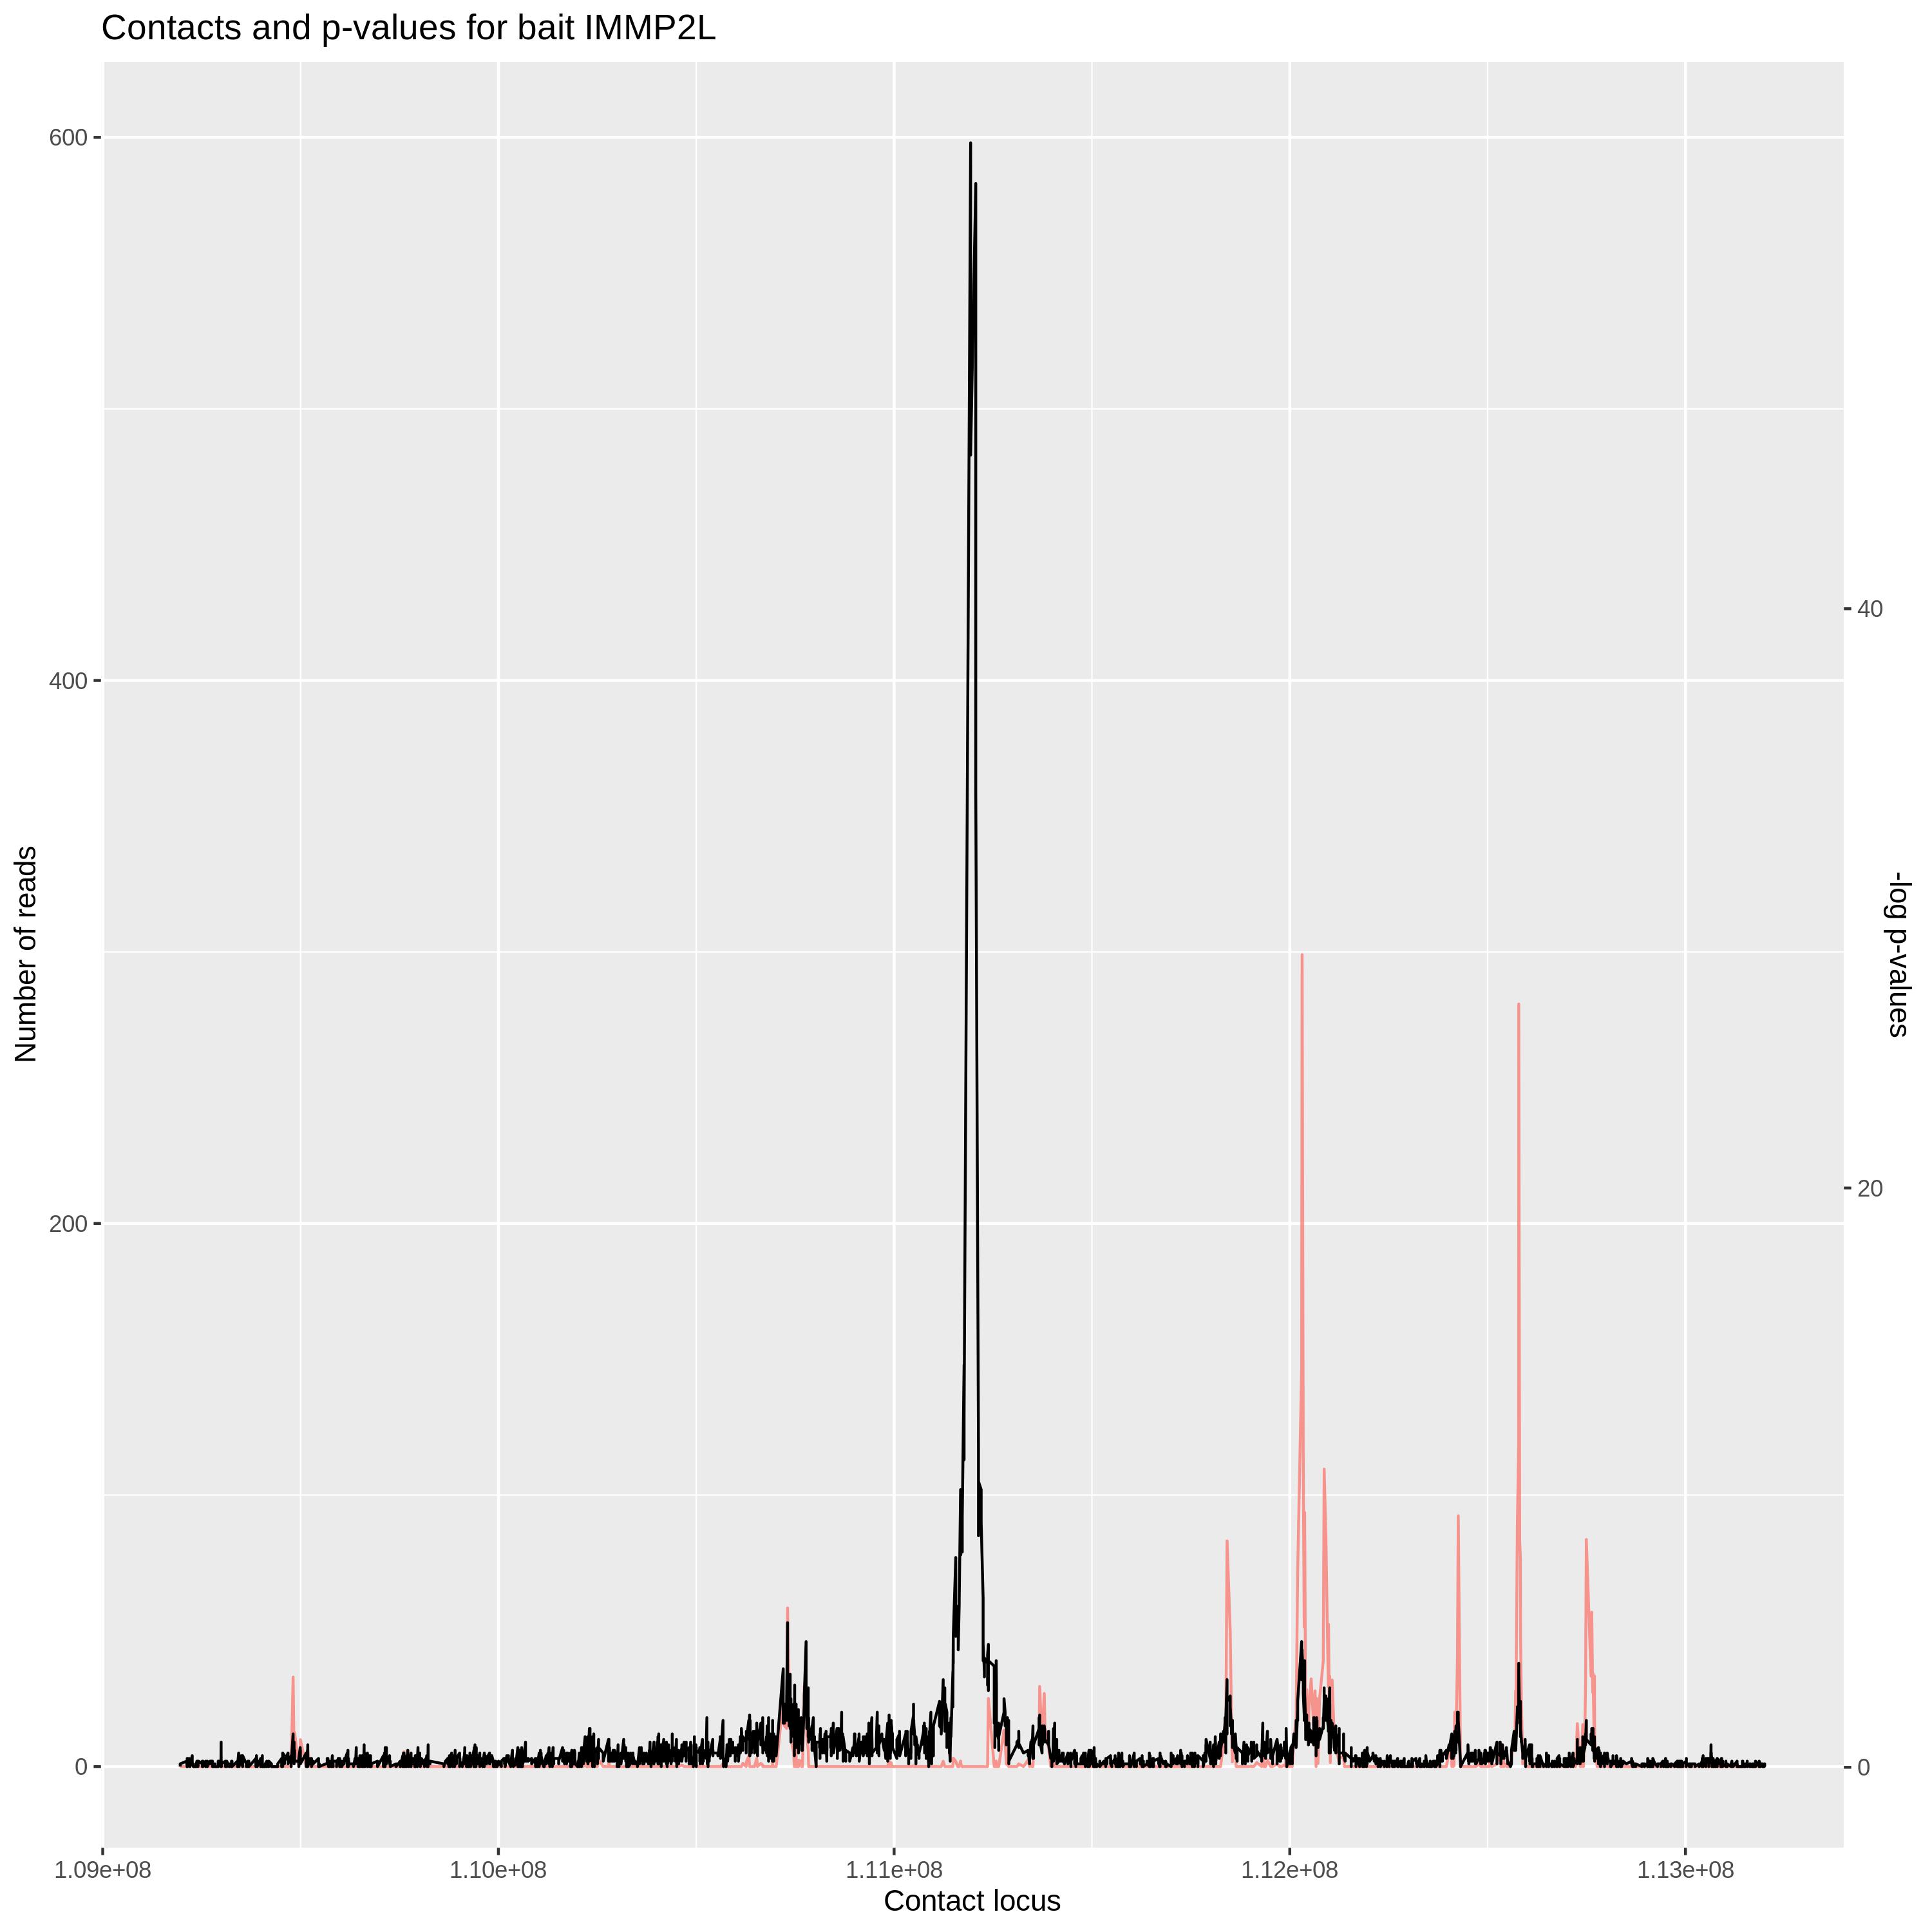 Contacts and p-values for bait IMMP2L
600
400
200
0
Number of reads
40
20
0
-log p-values
1.09e+08
1.10e+08
1.11e+08
1.12e+08
1.13e+08
Contact locus